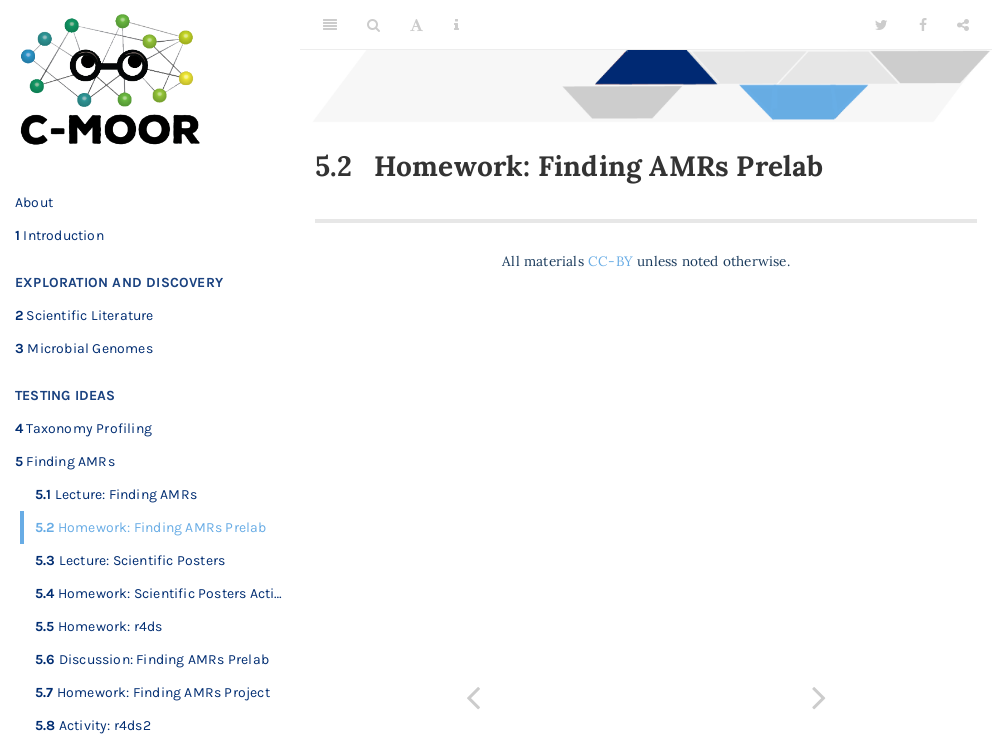 C-MOOR
About
1 Introduction
EXPLORATION AND DISCOVERY
2 Scientific Literature
3 Microbial Genomes
TESTING IDEAS
4 Taxonomy Profiling
5 Finding AMRs
5.1 Lecture: Finding AMRs
5.2 Homework: Finding AMRs Prelab
5.3 Lecture: Scientific Posters
5.4 Homework: Scientific Posters Acti...
5.5 Homework: r4ds
5.6 Discussion: Finding AMRs Prelab
5.7 Homework: Finding AMRs Project
5.8 Activity: r4ds2
A
5.2 Homework: Finding AMRs Prelab
All materials CC-BY unless noted otherwise.